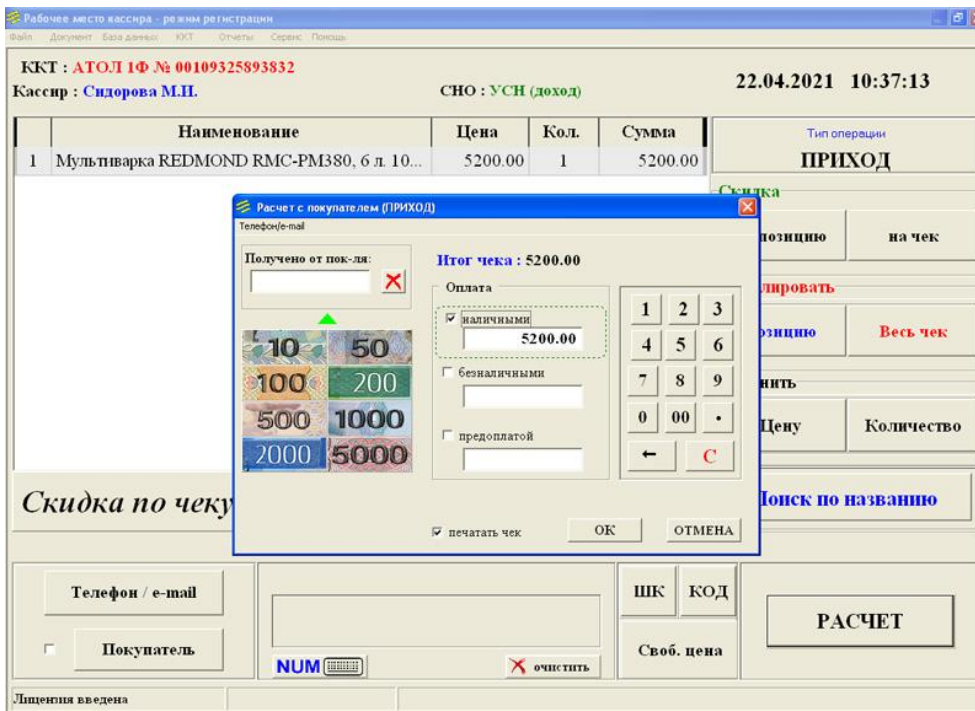 Рабочее место кассира - режим регистрации
Файл Документ База данных ККТ Отчеты Сервис Помощь
ККТ : АТОЛ 1Ф № 00109325893832
Кассир : Сидорова М.Н.
СНО : УСН (доход)
22.04.2021 10:37:13
Наименование Цена Кол. Сумма
1 Мультиварка REDMOND RMC-PM380, 6 л. 10... 5200.00 1 5200.00
Тип операции
ПРИХОД
Скидка
позицию на чек
лировать
зицию Весь чек
нить
Цену Количество
Расчет с покупателем (ПРИХОД)
Телефон/e-mail
Получено от пок-ля:
Итог чека : 5200.00
Оплата
наличными
5200.00
безналичными
предоплатой
10 50
100 200
500 1000
2000 5000
1 2 3
4 5 6
7 8 9
0 00 .
← C
печатать чек
ОК ОТМЕНА
Скидка по чеку
Поиск по названию
Телефон / e-mail
Покупатель
NUM
очистить
ШК КОД
Своб. цена
РАСЧЕТ
Лицензия введена